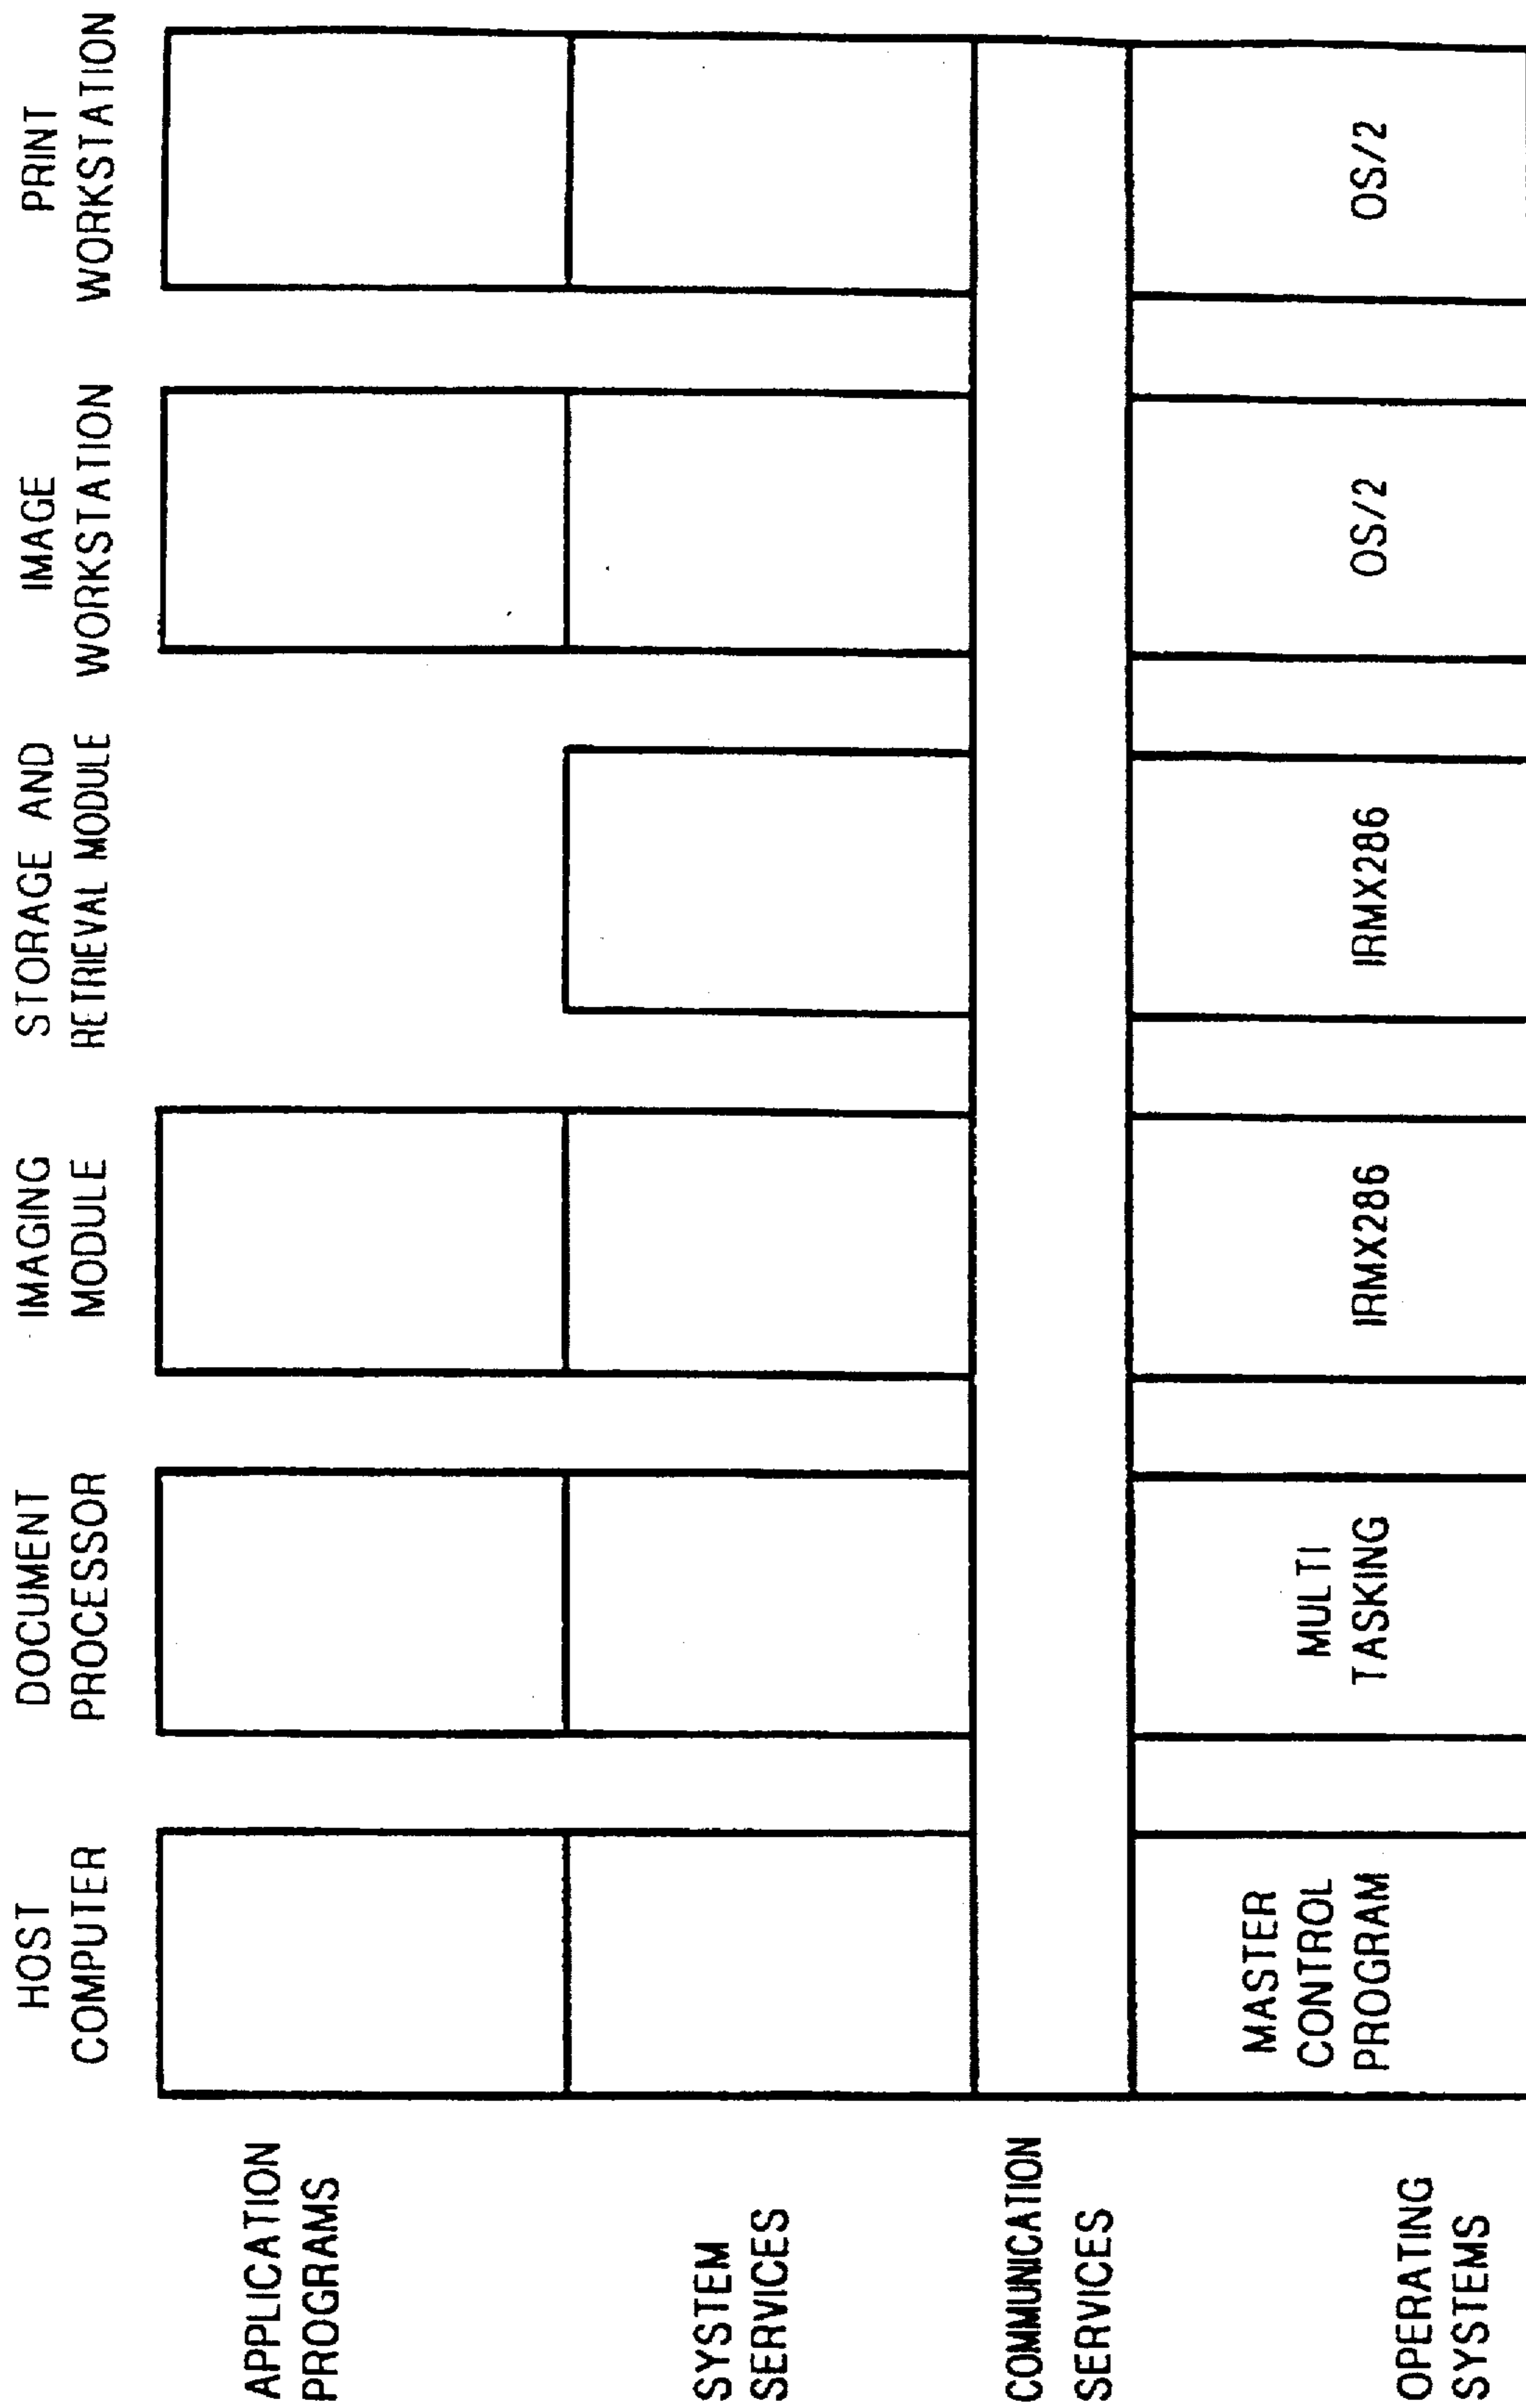 HOST
COMPUTER
DOCUMENT
PROCESSOR
IMAGING
MODULE
STORAGE AND
RETRIEVAL MODULE
IMAGE
WORKSTATION
PRINT
WORKSTATION
APPLICATION
PROGRAMS
SYSTEM
SERVICES
COMMUNICATION
SERVICES
OPERATING
SYSTEMS
MASTER
CONTROL
PROGRAM
MULTI
TASKING
IRMX286
IRMX286
OS/2
OS/2